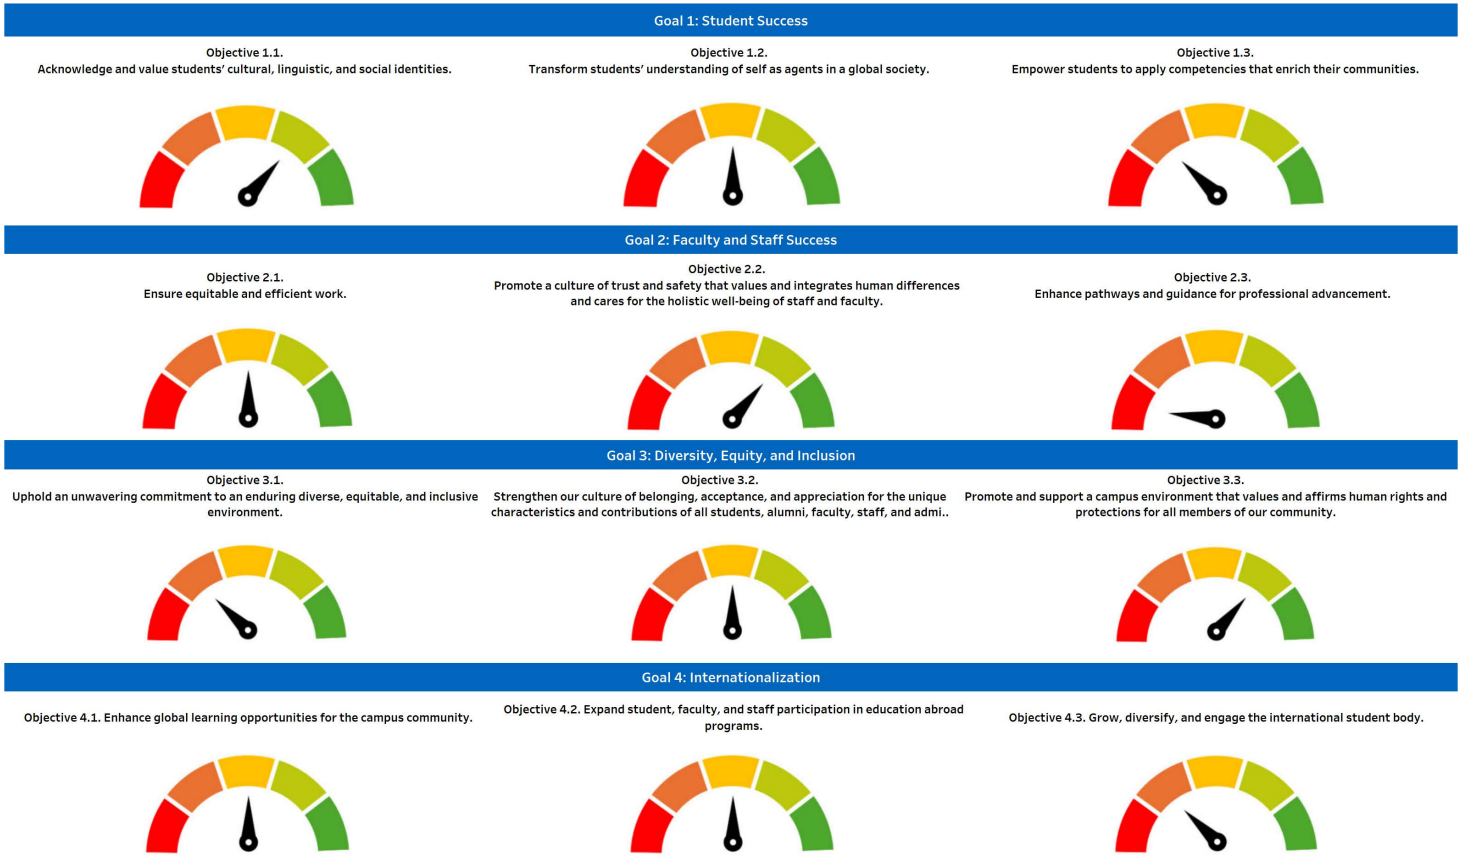 Goal 1: Student Success
Objective 1.1.
Acknowledge and value students’ cultural, linguistic, and social identities.
Objective 1.2.
Transform students’ understanding of self as agents in a global society.
Objective 1.3.
Empower students to apply competencies that enrich their communities.
Goal 2: Faculty and Staff Success
Objective 2.1.
Ensure equitable and efficient work.
Objective 2.2.
Promote a culture of trust and safety that values and integrates human differences
and cares for the holistic well-being of staff and faculty.
Objective 2.3.
Enhance pathways and guidance for professional advancement.
Goal 3: Diversity, Equity, and Inclusion
Objective 3.1.
Uphold an unwavering commitment to an enduring diverse, equitable, and inclusive
environment.
Objective 3.2.
Strengthen our culture of belonging, acceptance, and appreciation for the unique
characteristics and contributions of all students, alumni, faculty, staff, and admi..
Objective 3.3.
Promote and support a campus environment that values and affirms human rights and
protections for all members of our community.
Goal 4: Internationalization
Objective 4.1. Enhance global learning opportunities for the campus community.
Objective 4.2. Expand student, faculty, and staff participation in education abroad
programs.
Objective 4.3. Grow, diversify, and engage the international student body.